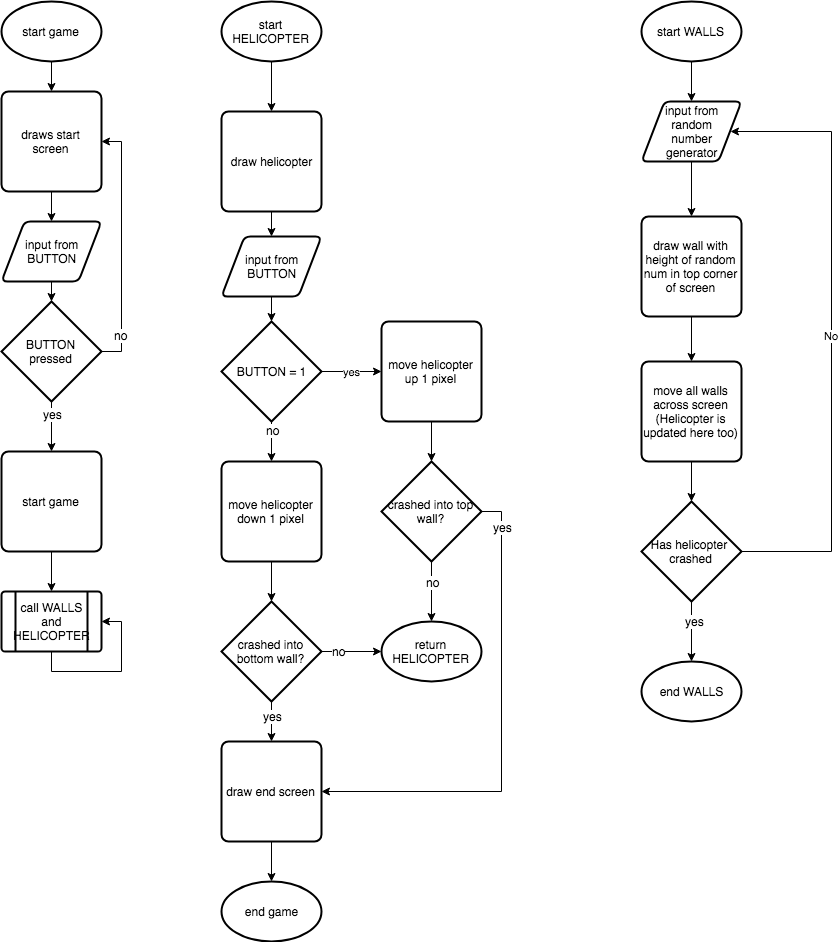 start game
draws start
screen
input from
BUTTON
BUTTON
pressed
no
yes
start game
call WALLS
and
HELICOPTER
start
HELICOPTER
draw helicopter
input from
BUTTON
BUTTON = 1
yes
move helicopter
up 1 pixel
no
move helicopter
down 1 pixel
crashed into top
wall?
yes
no
crashed into
bottom wall?
no
return
HELICOPTER
yes
draw end screen
end game
start WALLS
input from
random
number
generator
draw wall with
height of random
num in top corner
of screen
move all walls
across screen
(Helicopter is
updated here too)
Has helicopter
crashed
No
yes
end WALLS